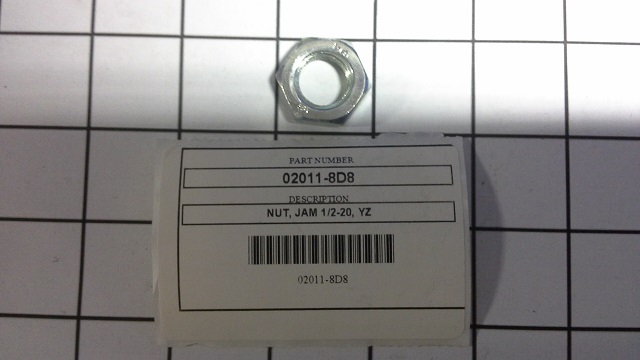 PART NUMBER
02011-8D8
DESCRIPTION
NUT, JAM 1/2-20, YZ
02011-8D8